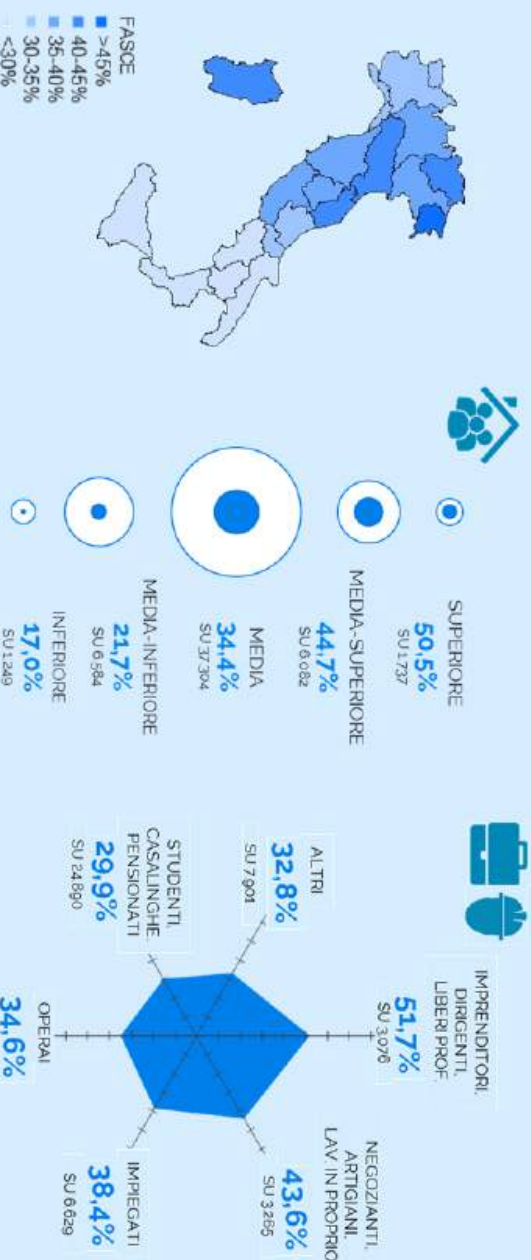 FASCE
>45%
40-45%
35-40%
30-35%
<30%
SUPERIORE
50,5%
SU 1.737
MEDIA-SUPERIORE
44,7%
SU 6.082
MEDIA
34,4%
SU 37.394
MEDIA-INFERIORE
21,7%
SU 6.584
INFERIORE
17,0%
SU 1.249
IMPRENDITORI,
DIRIGENTI,
LIBERI PROF.
51,7%
SU 3.076
NEGOZIANTI,
ARTIGIANI,
LAV. IN PROPRIO
43,6%
SU 3.265
IMPIEGATI
38,4%
SU 6.629
OPERAI
34,6%
STUDENTI,
CASALINGHE,
PENSIONATI
29,9%
SU 24.890
ALTRI
32,8%
SU 7.901